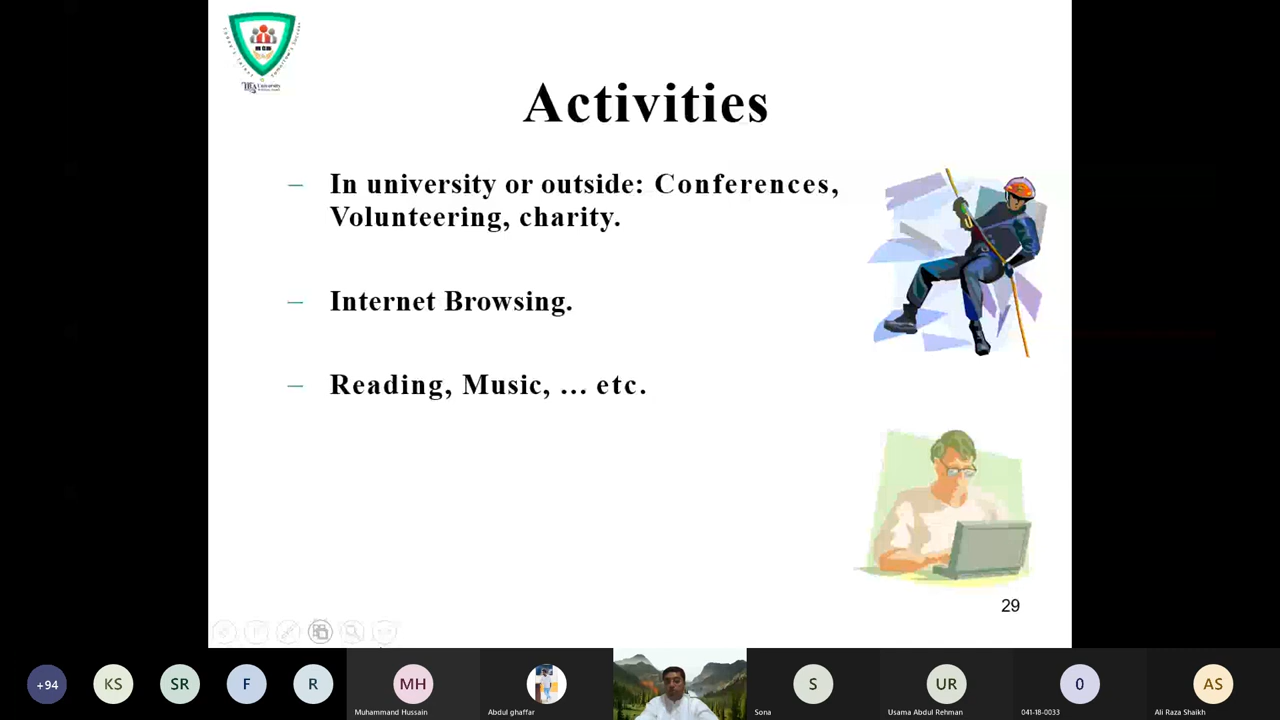 Activities
– In university or outside: Conferences,
Volunteering, charity.
– Internet Browsing.
– Reading, Music, ... etc.
29
+94
KS
SR
F
R
MH
Muhammand Hussain
Abdul ghaffar
S
Sona
UR
Usama Abdul Rehman
0
041-18-0033
AS
Ali Raza Shaikh